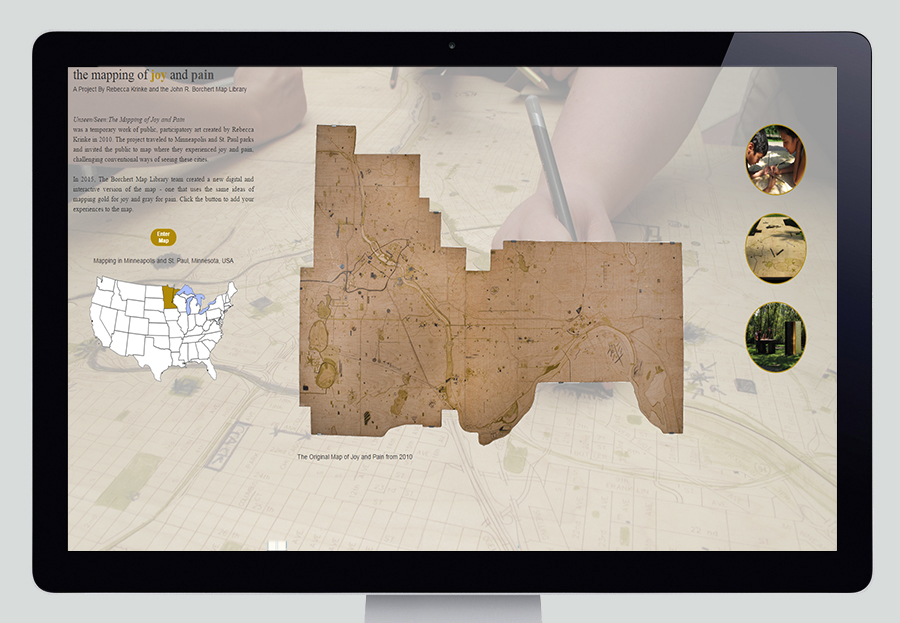 the mapping of joy and pain
A Project By Rebecca Krinke and the John R. Borchert Map Library
Unseen/Seen: The Mapping of Joy and Pain
was a temporary work of public, participatory art created by Rebecca
Krinke in 2010. The project traveled to Minneapolis and St. Paul parks
and invited the public to map where they experienced joy and pain,
challenging conventional ways of seeing these cities.
In 2015, The Borchert Map Library team created a new digital and
interactive version of the map - one that uses the same ideas of
mapping gold for joy and gray for pain. Click the button to add your
experiences to the map.
Enter
Map
Mapping in Minneapolis and St. Paul, Minnesota, USA
The Original Map of Joy and Pain from 2010